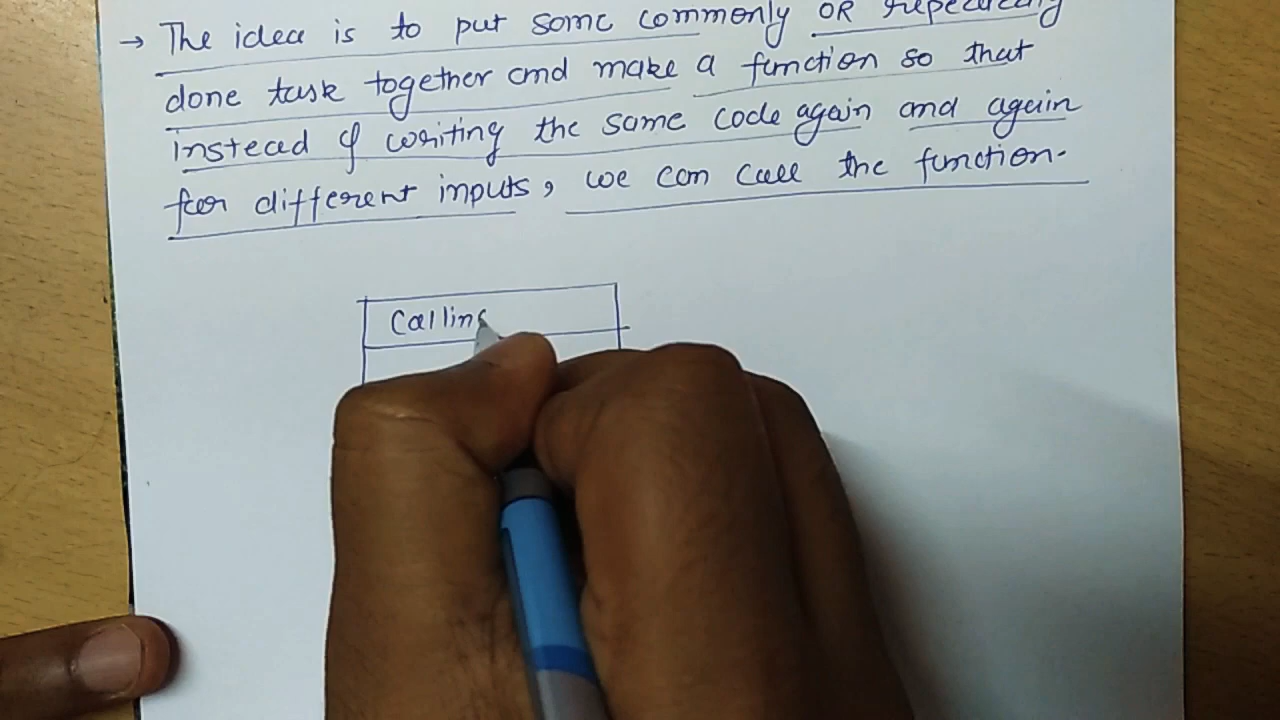 → The idea is to put some commonly OR repeatedly
done task together and make a function so that
instead of writing the same code again and again
for different inputs, we can call the function.
Calling